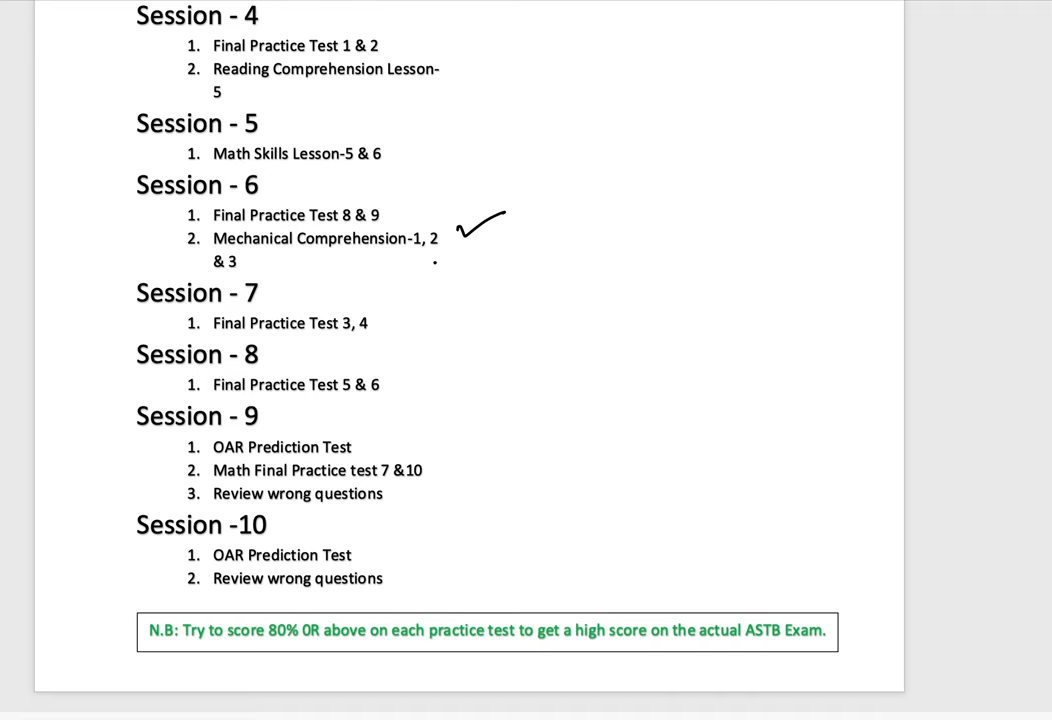 Session - 4
1. Final Practice Test 1 & 2
2. Reading Comprehension Lesson-
5
Session - 5
1. Math Skills Lesson-5 & 6
Session - 6
1. Final Practice Test 8 & 9
2. Mechanical Comprehension-1, 2
& 3
Session - 7
1. Final Practice Test 3, 4
Session - 8
1. Final Practice Test 5 & 6
Session - 9
1. OAR Prediction Test
2. Math Final Practice test 7 &10
3. Review wrong questions
Session -10
1. OAR Prediction Test
2. Review wrong questions
N.B: Try to score 80% 0R above on each practice test to get a high score on the actual ASTB Exam.